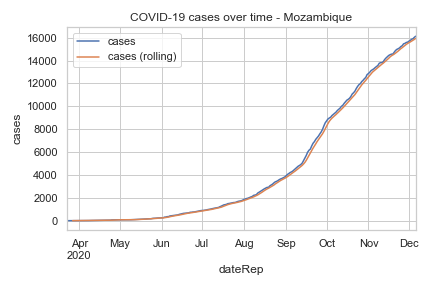 COVID-19 cases over time - Mozambique
cases
cases (rolling)
16000
14000
12000
10000
8000
6000
4000
2000
0
cases
Apr May Jun Jul Aug Sep Oct Nov Dec
2020
dateRep